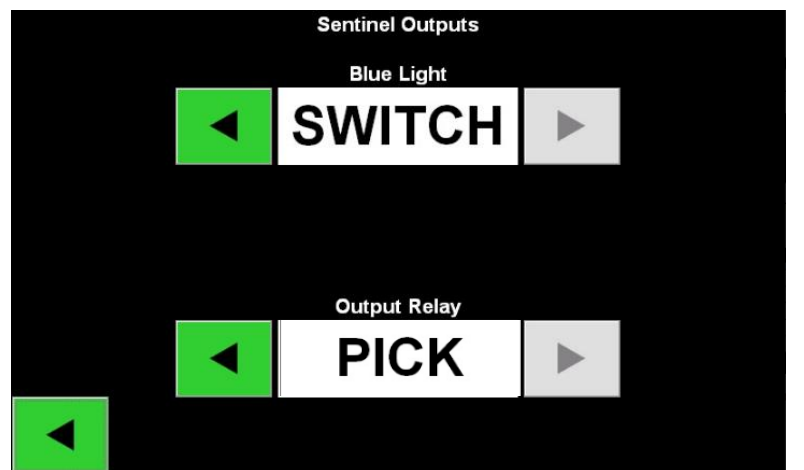 Sentinel Outputs
Blue Light
SWITCH
Output Relay
PICK